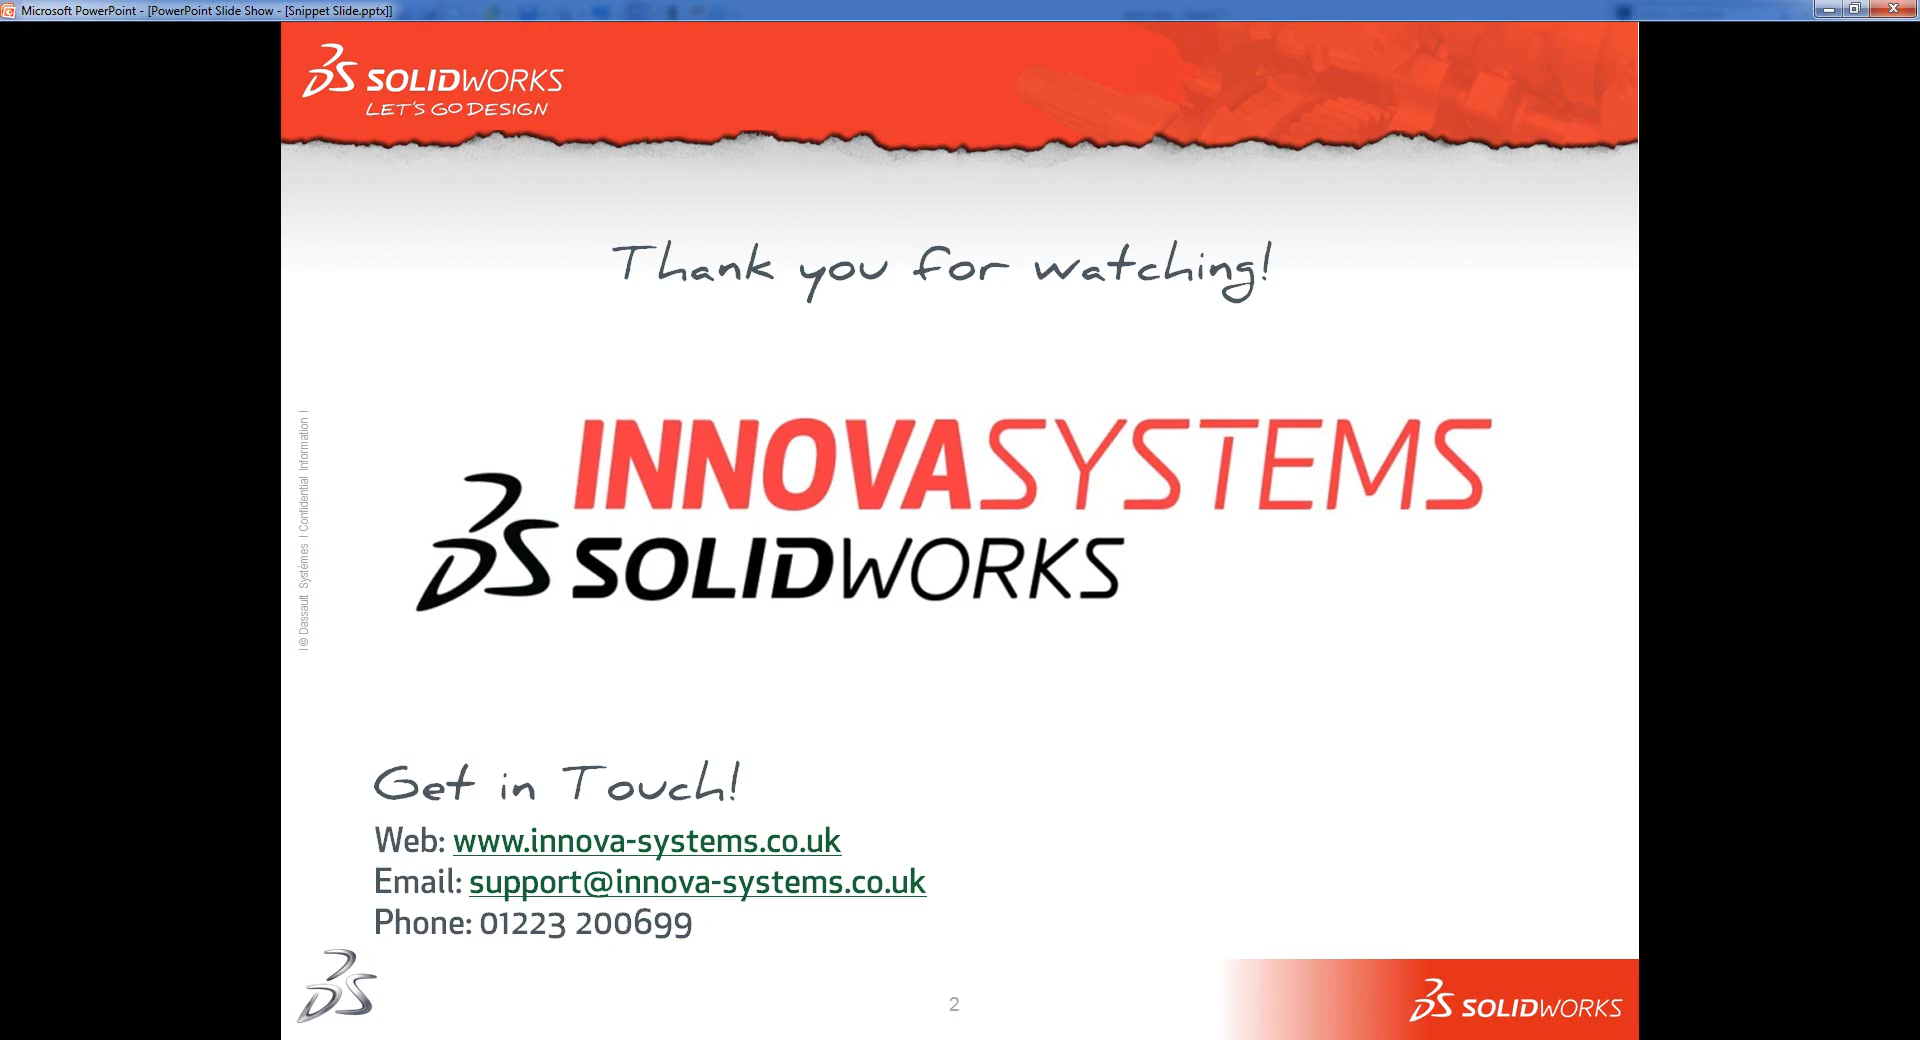 Microsoft PowerPoint - [PowerPoint Slide Show - [Snippet Slide.pptx]]
SOLIDWORKS
LET'S GO DESIGN
Thank you for watching!
INNOVASYSTEMS
SOLIDWORKS
I © Dassault Systèmes I Confidential Information I
Get in Touch!
Web: www.innova-systems.co.uk
Email: support@innova-systems.co.uk
Phone: 01223 200699
2
SOLIDWORKS